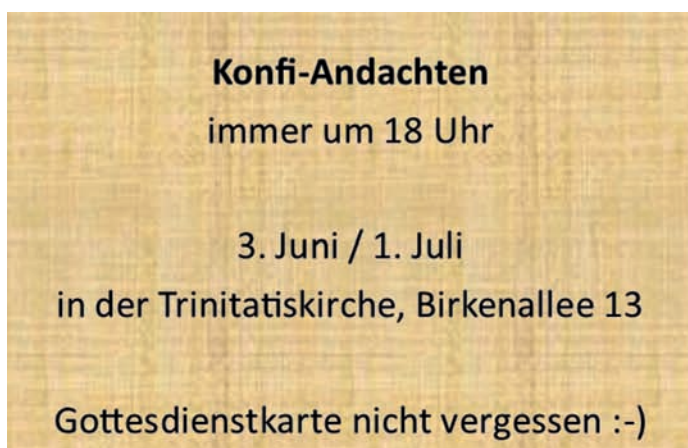 Konfi-Andachten
immer um 18 Uhr
3. Juni / 1. Juli
in der Trinitatiskirche, Birkenallee 13
Gottesdienstkarte nicht vergessen :-)